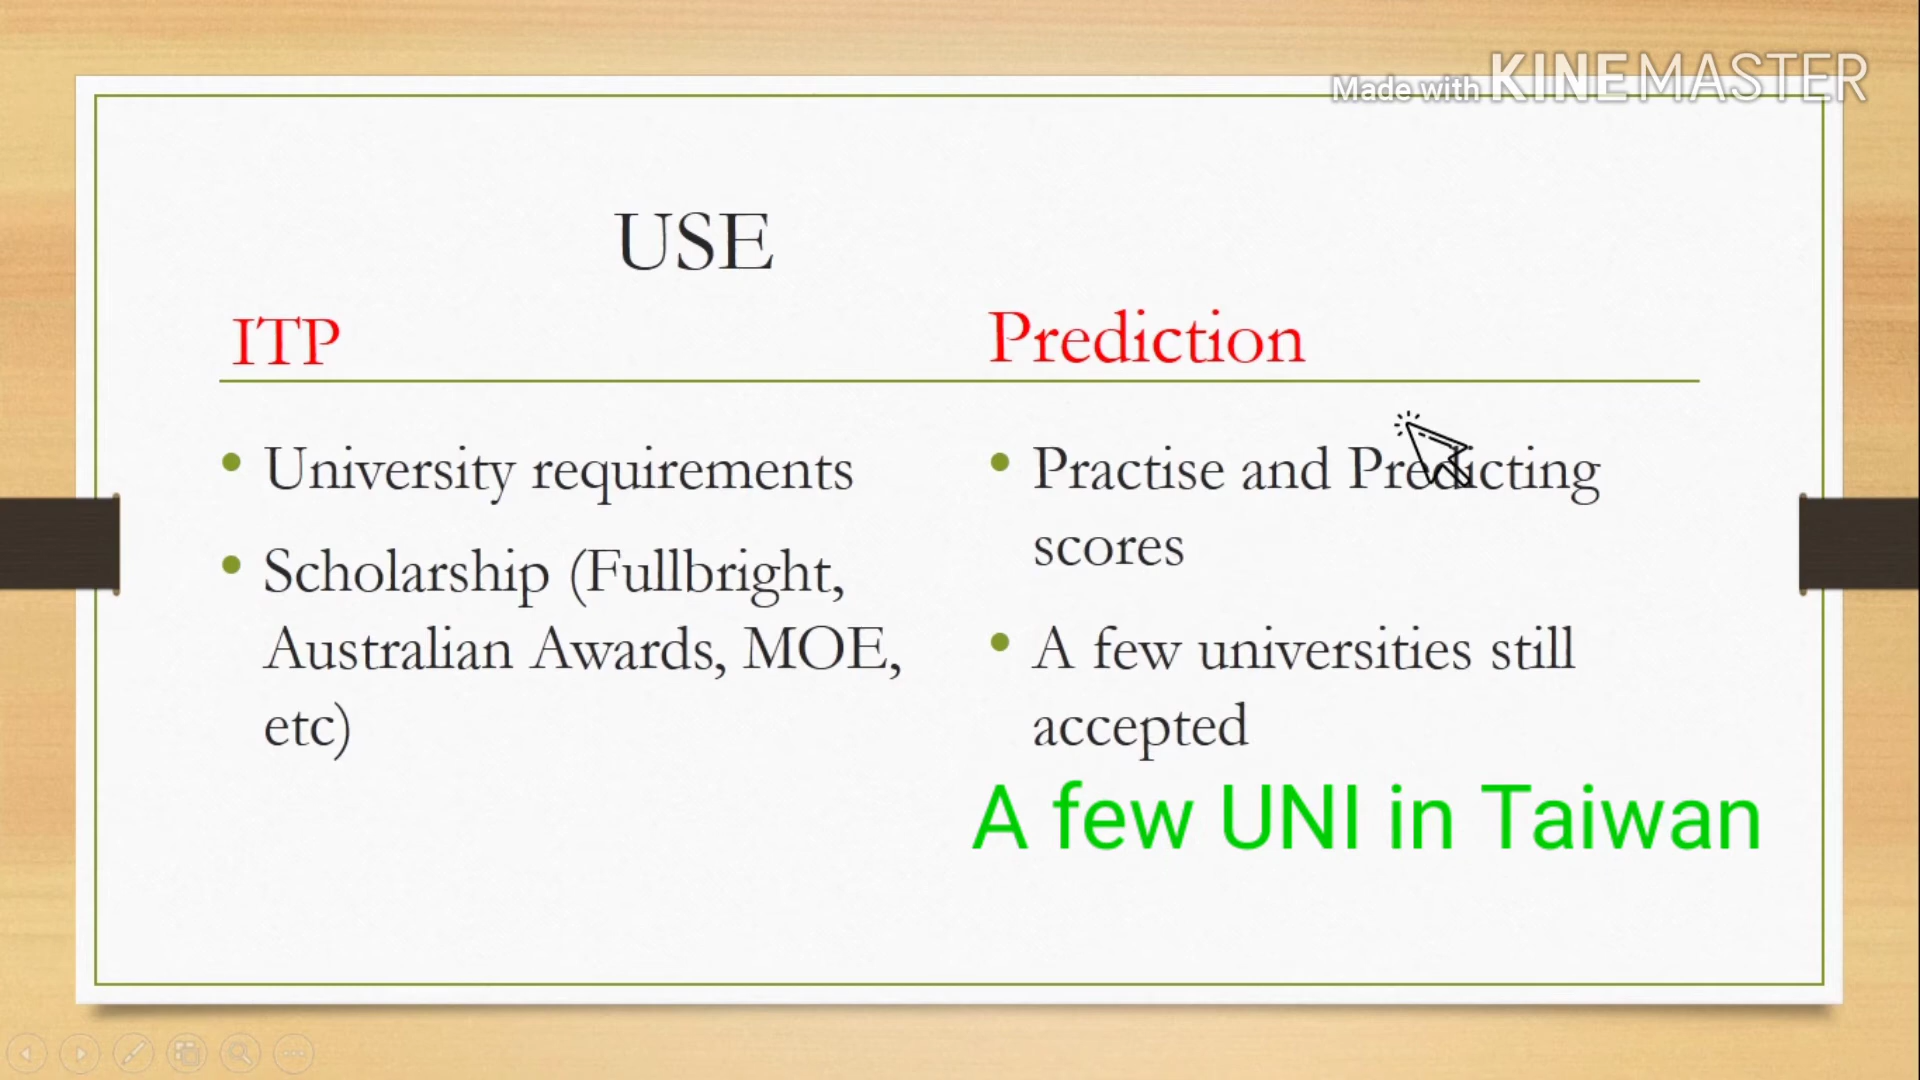 Made with KINEMASTER
USE
ITP
Prediction
• University requirements
• Scholarship (Fullbright,
Australian Awards, MOE,
etc)
• Practise and Predicting
scores
• A few universities still
accepted
A few UNI in Taiwan